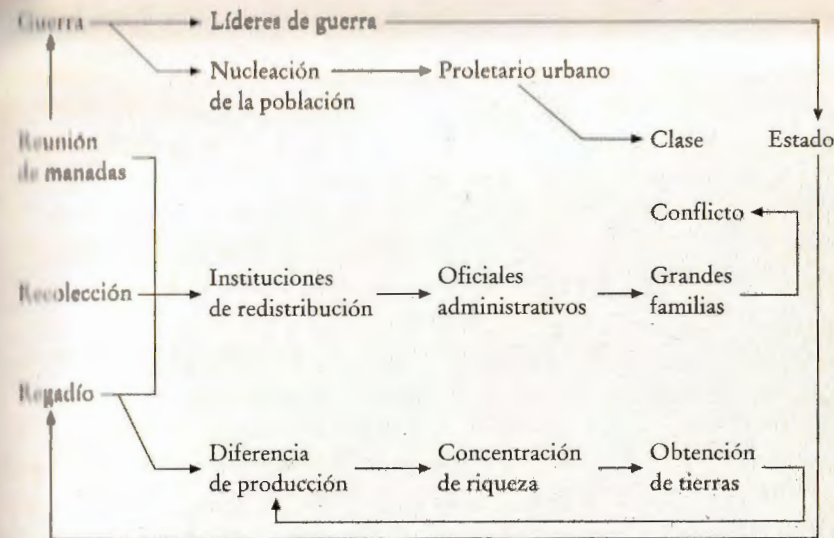 Guerra
Líderes de guerra
Nucleación
de la población
Proletario urbano
Reunión
de manadas
Clase
Estado
Conflicto
Recolección
Instituciones
de redistribución
Oficiales
administrativos
Grandes
familias
Regadío
Diferencia
de producción
Concentración
de riqueza
Obtención
de tierras